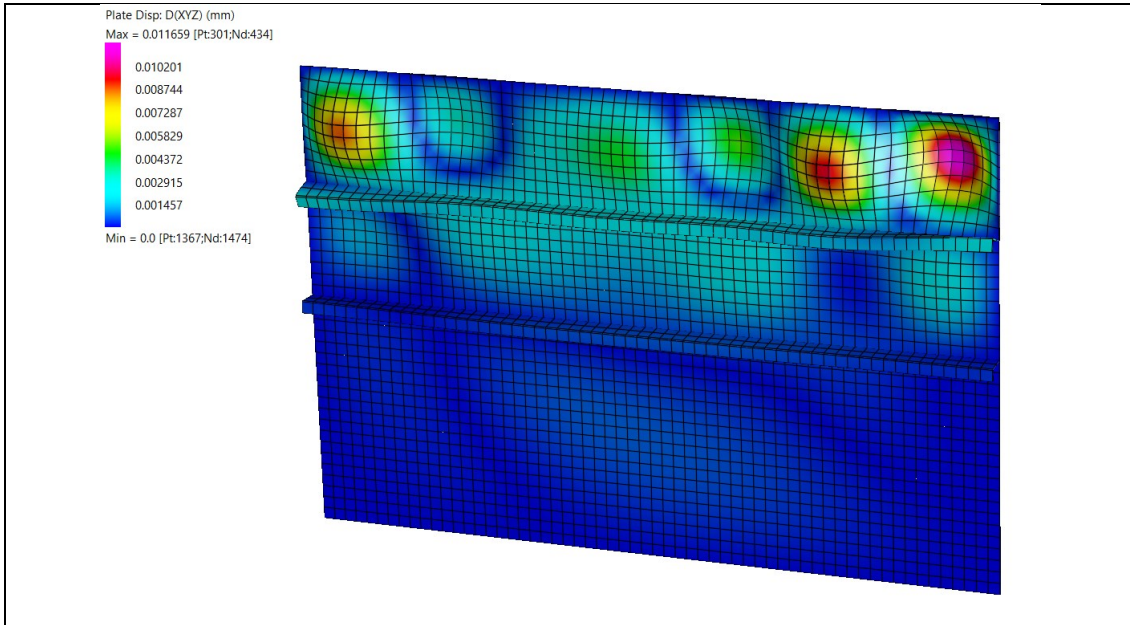 Plate Disp: D(XYZ) (mm)
Max = 0.011659 [Pt:301;Nd:434]
0.010201
0.008744
0.007287
0.005829
0.004372
0.002915
0.001457
Min = 0.0 [Pt:1367;Nd:1474]